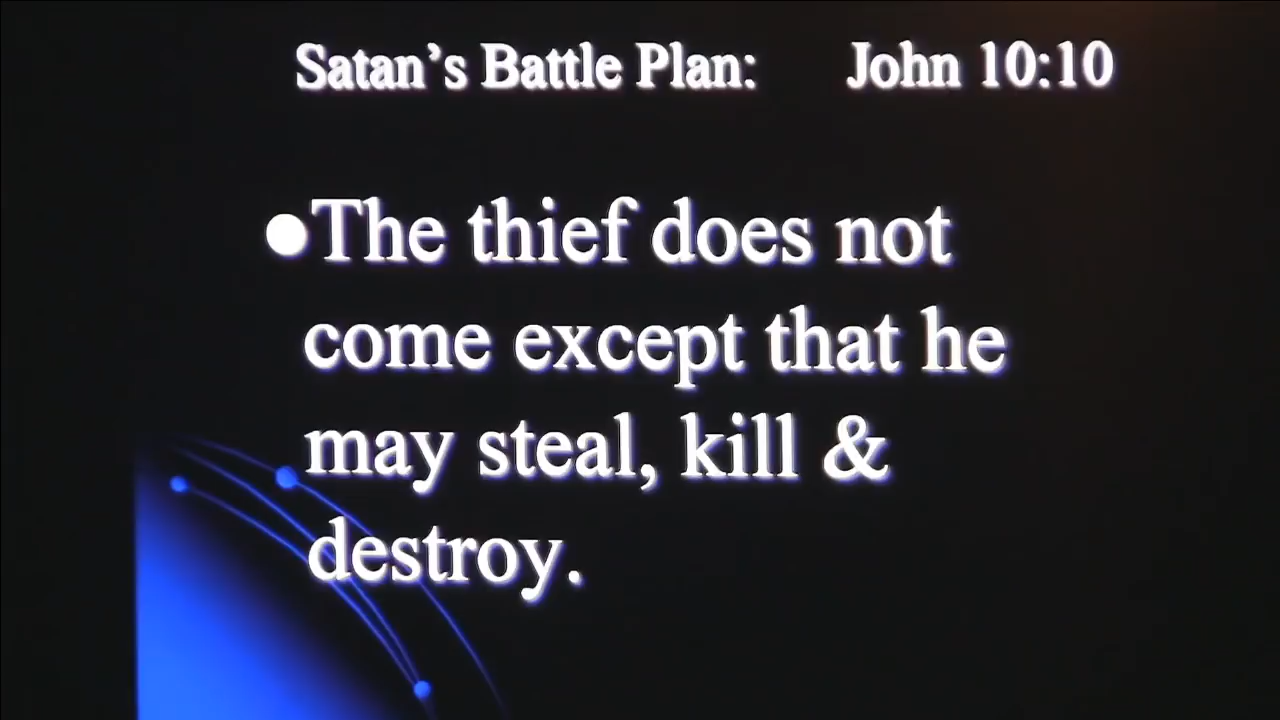 Satan’s Battle Plan: John 10:10
●The thief does not
come except that he
may steal, kill &
destroy.